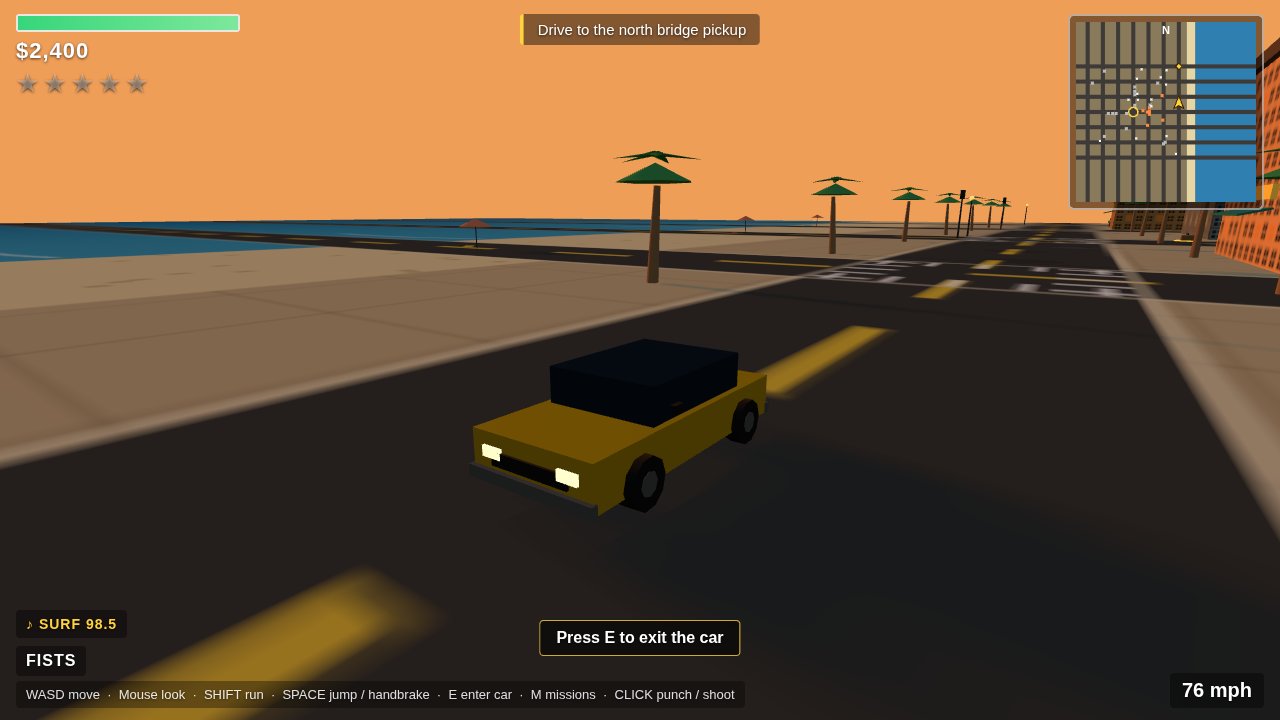 Drive to the north bridge pickup
N
$2,400
♪ SURF 98.5
FISTS
Press E to exit the car
WASD move · Mouse look · SHIFT run · SPACE jump / handbrake · E enter car · M missions · CLICK punch / shoot
76 mph